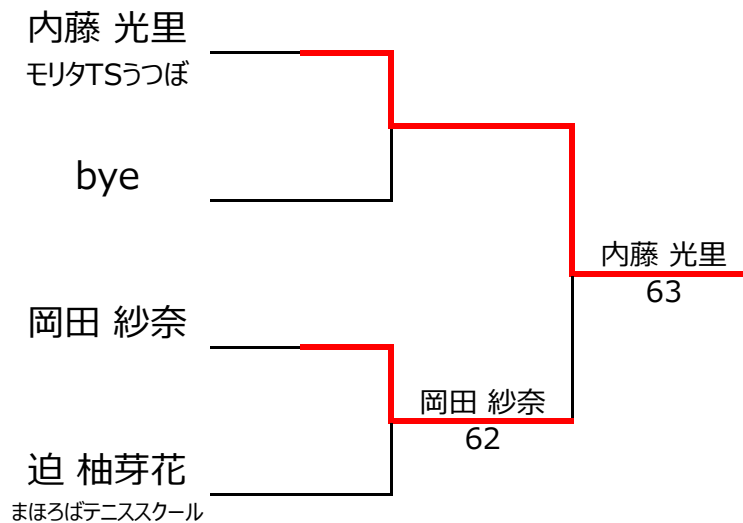 内藤 光里
モリタTSうつぼ
bye
内藤 光里
63
岡田 紗奈
岡田 紗奈
62
迫 柚芽花
まほろばテニススクール